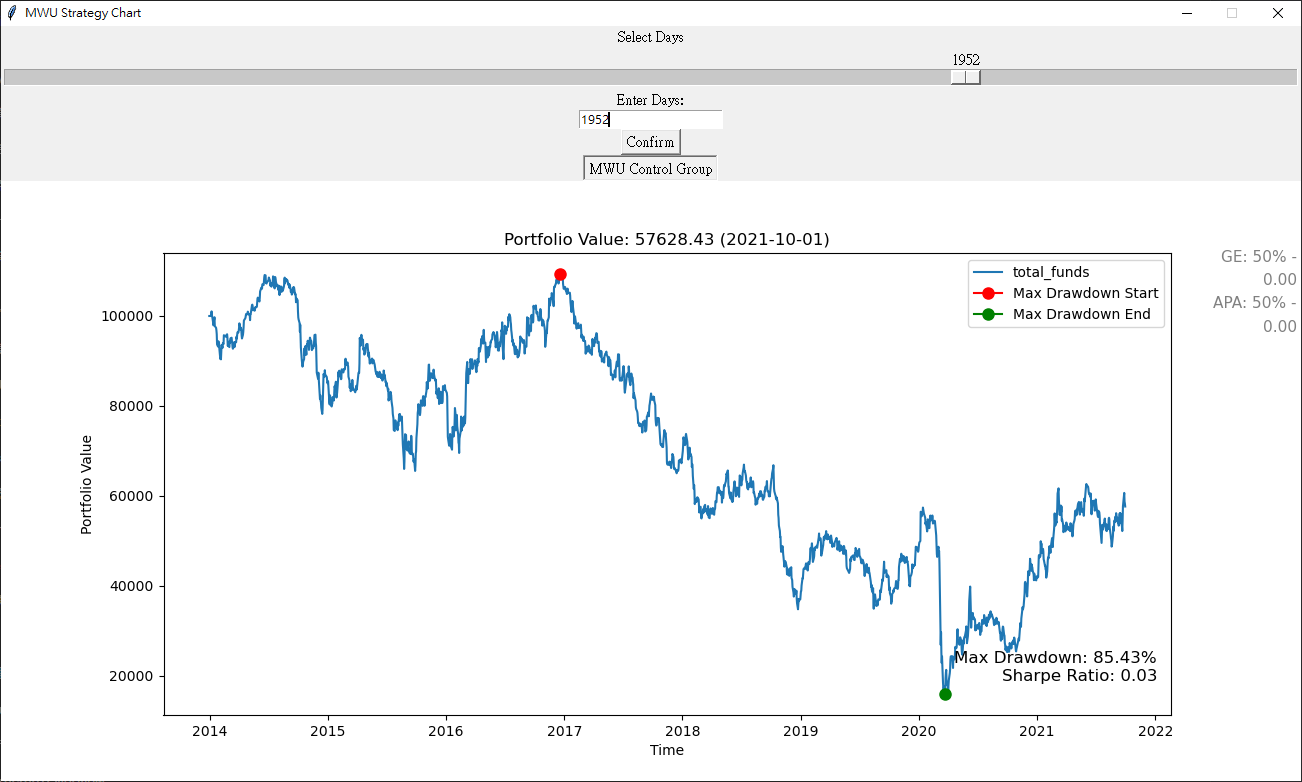 MWU Strategy Chart
Select Days
1952
Enter Days:
1952
Confirm
MWU Control Group
Portfolio Value: 57628.43 (2021-10-01)
GE: 50% -
0.00
APA: 50% -
0.00
total_funds
Max Drawdown Start
Max Drawdown End
100000
80000
60000
40000
20000
Portfolio Value
Max Drawdown: 85.43%
Sharpe Ratio: 0.03
2014 2015 2016 2017 2018 2019 2020 2021 2022
Time